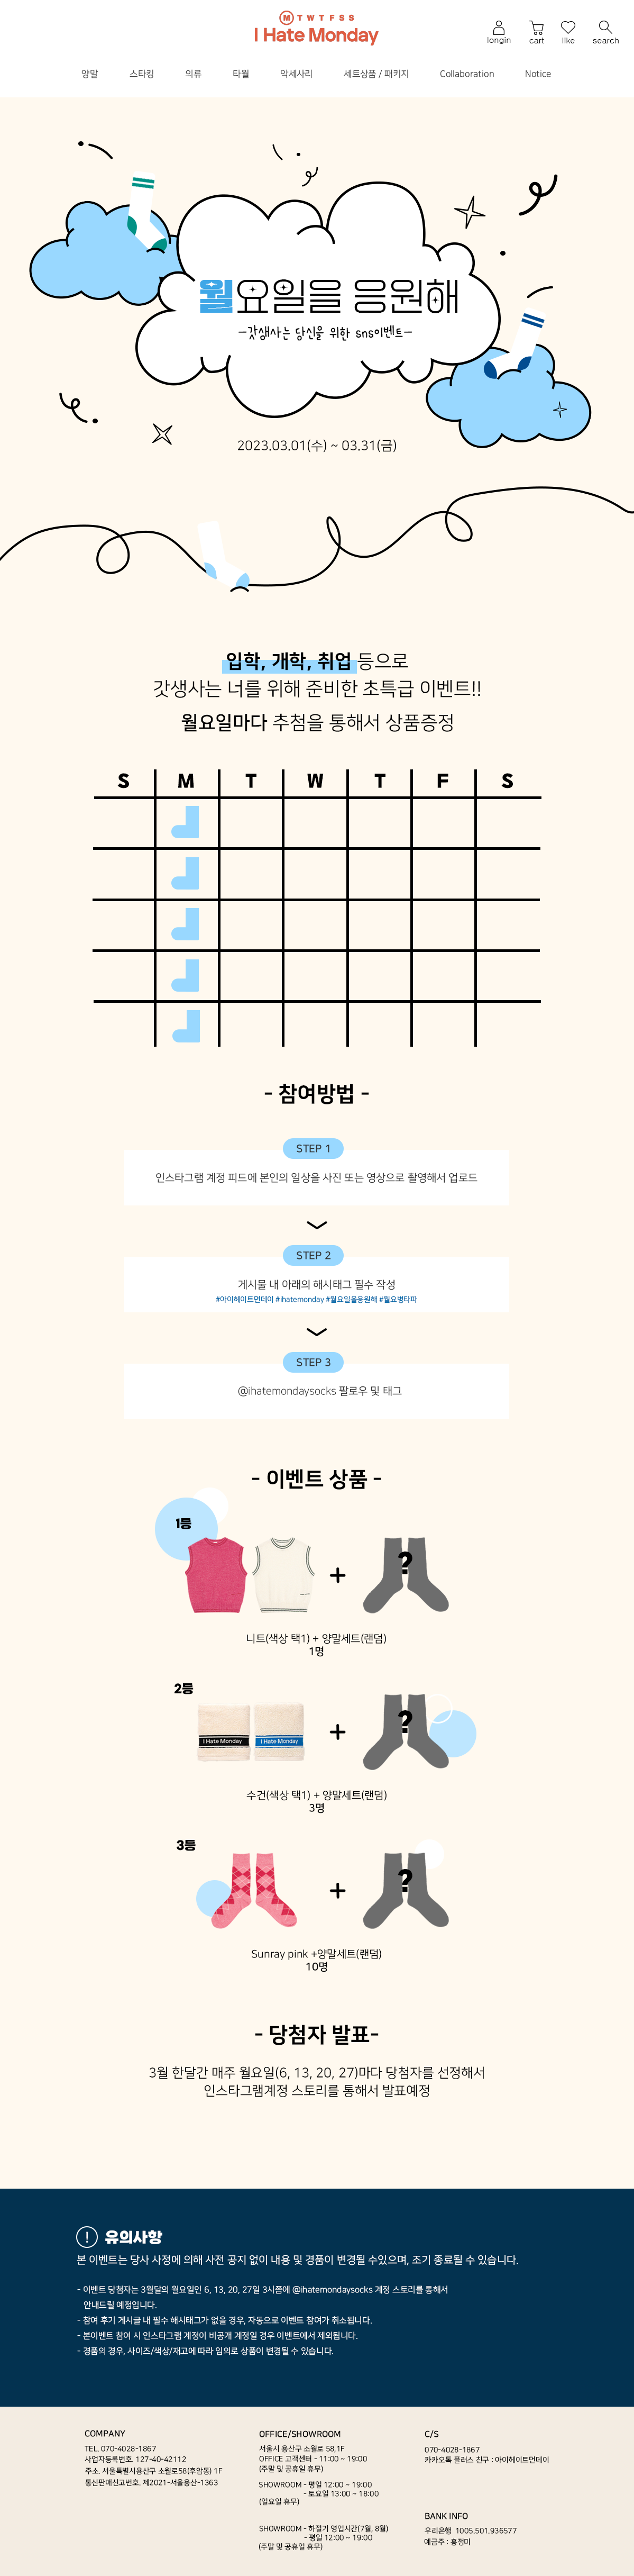 M T W T F S S
I Hate Monday
longin cart like search
양말 스타킹 의류 타월 악세사리 세트상품 / 패키지 Collaboration Notice
월요일을 응원해
-갓생사는 당신을 위한 sns이벤트-
2023.03.01(수) ~ 03.31(금)
입학, 개학, 취업 등으로
갓생사는 너를 위해 준비한 초특급 이벤트!!
월요일마다 추첨을 통해서 상품증정
S M T W T F S
- 참여방법 -
STEP 1
인스타그램 계정 피드에 본인의 일상을 사진 또는 영상으로 촬영해서 업로드
STEP 2
게시물 내 아래의 해시태그 필수 작성
#아이헤이트먼데이 #ihatemonday #월요일을응원해 #월요병타파
STEP 3
@ihatemondaysocks 팔로우 및 태그
- 이벤트 상품 -
1등
+ ?
니트(색상 택1) + 양말세트(랜덤)
1명
2등
I Hate Monday I Hate Monday + ?
수건(색상 택1) + 양말세트(랜덤)
3명
3등
+ ?
Sunray pink +양말세트(랜덤)
10명
- 당첨자 발표-
3월 한달간 매주 월요일(6, 13, 20, 27)마다 당첨자를 선정해서
인스타그램계정 스토리를 통해서 발표예정
! 유의사항
본 이벤트는 당사 사정에 의해 사전 공지 없이 내용 및 경품이 변경될 수있으며, 조기 종료될 수 있습니다.
- 이벤트 당첨자는 3월달의 월요일인 6, 13, 20, 27일 3시쯤에 @ihatemondaysocks 계정 스토리를 통해서
안내드릴 예정입니다.
- 참여 후기 게시글 내 필수 해시태그가 없을 경우, 자동으로 이벤트 참여가 취소됩니다.
- 본이벤트 참여 시 인스타그램 계정이 비공개 계정일 경우 이벤트에서 제외됩니다.
- 경품의 경우, 사이즈/색상/재고에 따라 임의로 상품이 변경될 수 있습니다.
COMPANY
TEL. 070-4028-1867
사업자등록번호. 127-40-42112
주소. 서울특별시용산구 소월로58(후암동) 1F
통신판매신고번호. 제2021-서울용산-1363
OFFICE/SHOWROOM
서울시 용산구 소월로 58,1F
OFFICE 고객센터 - 11:00 ~ 19:00
(주말 및 공휴일 휴무)
SHOWROOM - 평일 12:00 ~ 19:00
- 토요일 13:00 ~ 18:00
(일요일 휴무)
SHOWROOM - 하절기 영업시간(7월, 8월)
- 평일 12:00 ~ 19:00
(주말 및 공휴일 휴무)
C/S
070-4028-1867
카카오톡 플러스 친구 : 아이헤이트먼데이
BANK INFO
우리은행 1005.501.936577
예금주 : 홍정미